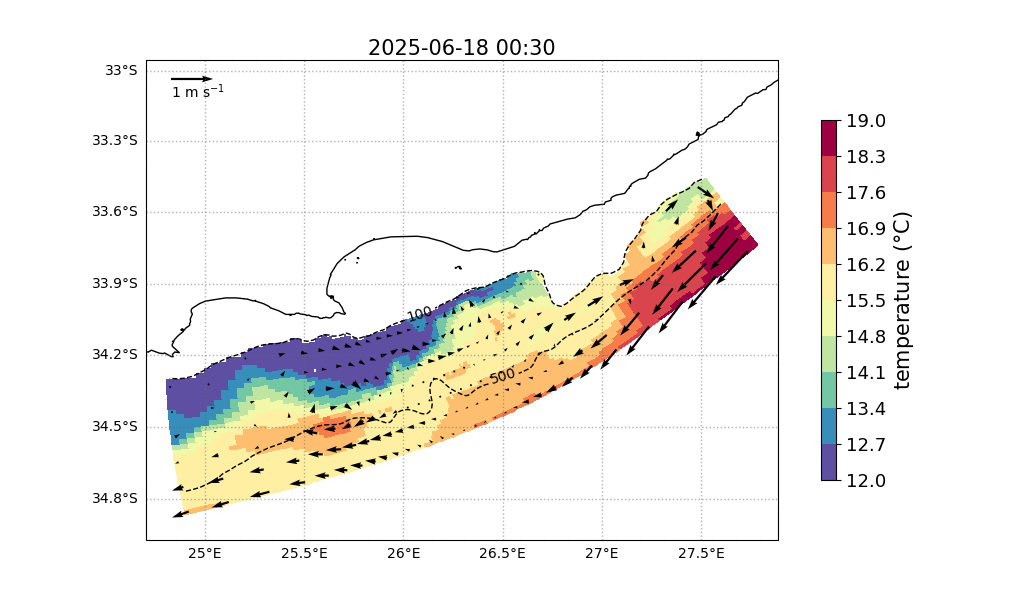 2025-06-18 00:30
1 m s⁻¹
33°S
33.3°S
33.6°S
33.9°S
34.2°S
34.5°S
34.8°S
25°E
25.5°E
26°E
26.5°E
27°E
27.5°E
100
500
19.0
18.3
17.6
16.9
16.2
15.5
14.8
14.1
13.4
12.7
12.0
temperature (°C)